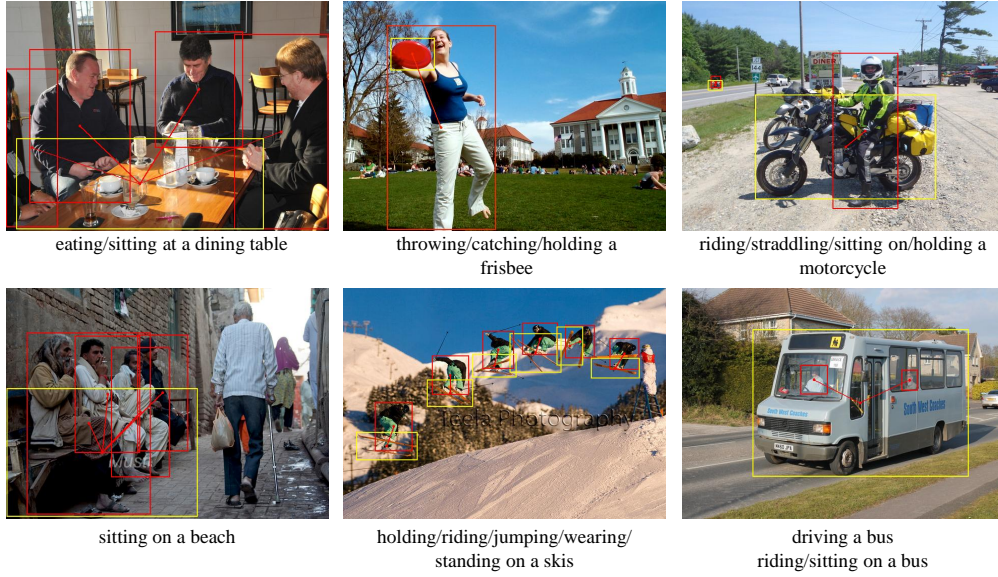 DINER
eating/sitting at a dining table
throwing/catching/holding a
frisbee
riding/straddling/sitting on/holding a
motorcycle
Must
Photography
South West Coaches
South West Coaches
sitting on a beach
holding/riding/jumping/wearing/
standing on a skis
driving a bus
riding/sitting on a bus